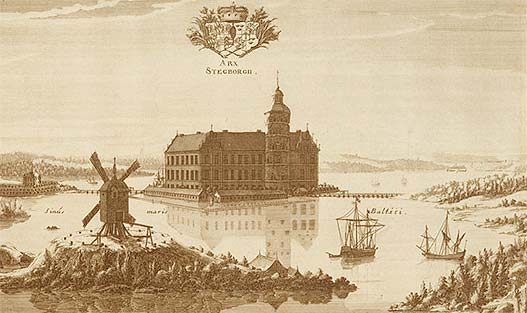 ARX
STEGBORGH.
Sinus maris Baltici.